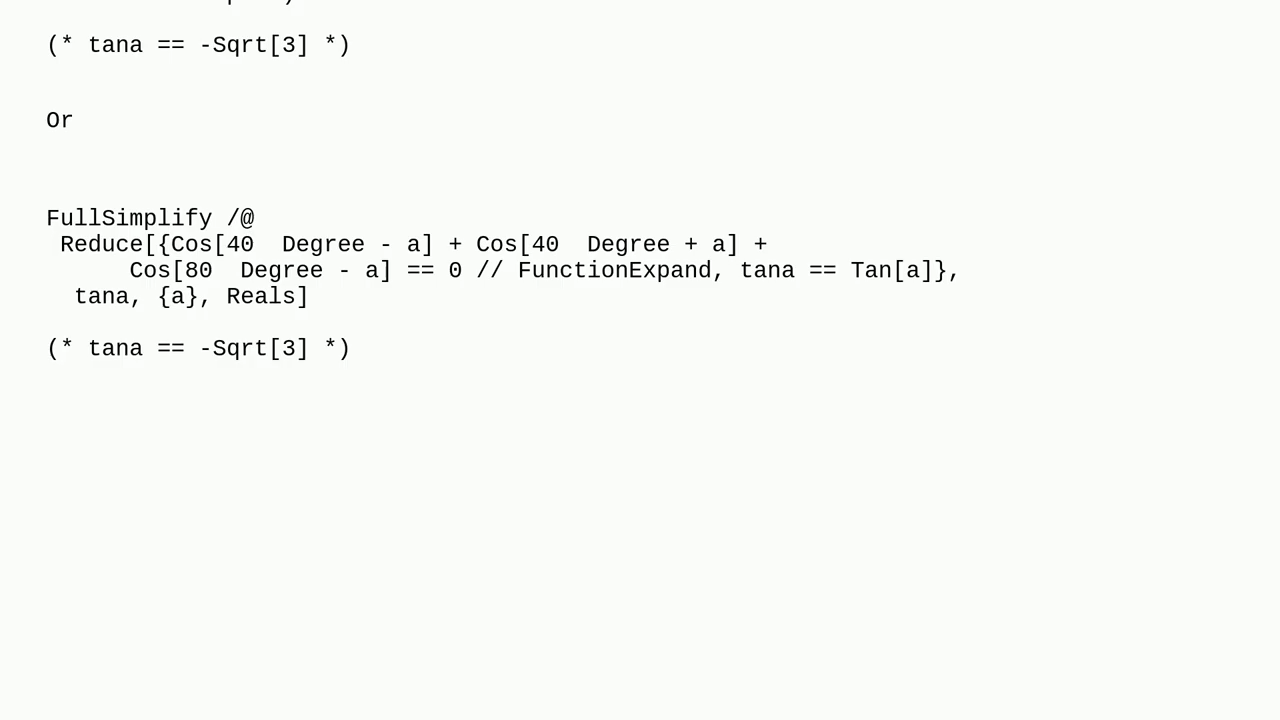 (* tana == -Sqrt[3] *)
Or
FullSimplify /@
Reduce[{Cos[40  Degree - a] + Cos[40  Degree + a] +
Cos[80  Degree - a] == 0 // FunctionExpand, tana == Tan[a]},
tana, {a}, Reals]
(* tana == -Sqrt[3] *)